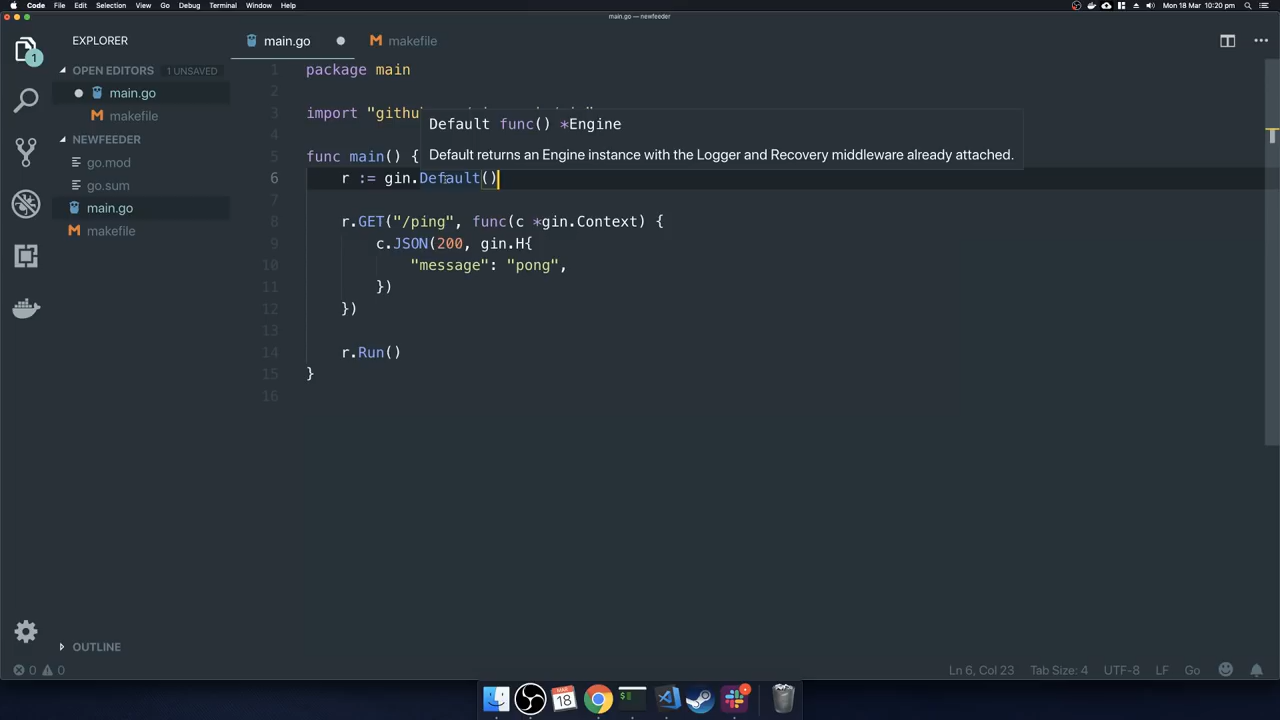 Code File Edit Selection View Go Debug Terminal Window Help Mon 18 Mar 10:20 pm
main.go — newfeeder
EXPLORER
OPEN EDITORS 1 UNSAVED
main.go
makefile
NEWFEEDER
go.mod
go.sum
main.go
makefile
OUTLINE
1
main.go makefile
1 package main
2
3 import "githu
4
Default func() *Engine
Default returns an Engine instance with the Logger and Recovery middleware already attached.
5 func main() {
6 r := gin.Default()
7
8 r.GET("/ping", func(c *gin.Context) {
9 c.JSON(200, gin.H{
10 "message": "pong",
11 })
12 })
13
14 r.Run()
15 }
16
0 0 Ln 6, Col 23 Tab Size: 4 UTF-8 LF Go
MAR
18